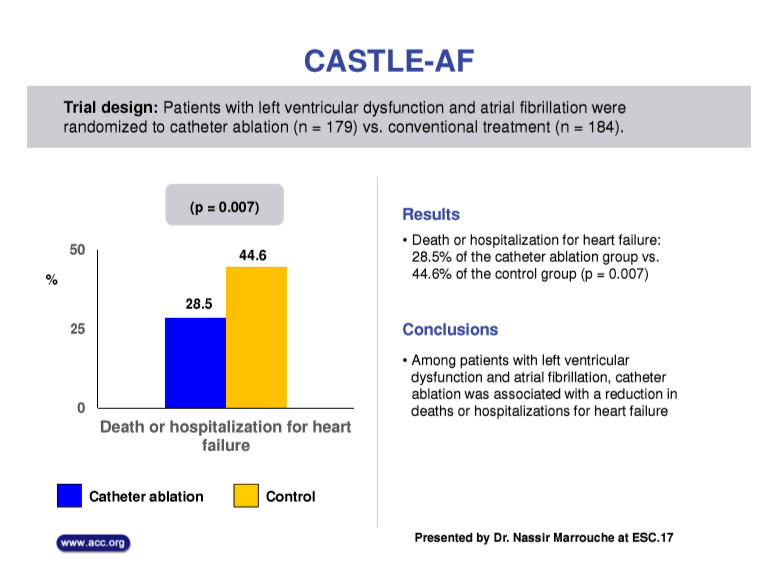 CASTLE-AF
Trial design: Patients with left ventricular dysfunction and atrial fibrillation were
randomized to catheter ablation (n = 179) vs. conventional treatment (n = 184).
(p = 0.007)
50
%
44.6
28.5
25
0
Death or hospitalization for heart
failure
Catheter ablation
Control
www.acc.org
Results
• Death or hospitalization for heart failure:
28.5% of the catheter ablation group vs.
44.6% of the control group (p = 0.007)
Conclusions
• Among patients with left ventricular
dysfunction and atrial fibrillation, catheter
ablation was associated with a reduction in
deaths or hospitalizations for heart failure
Presented by Dr. Nassir Marrouche at ESC.17